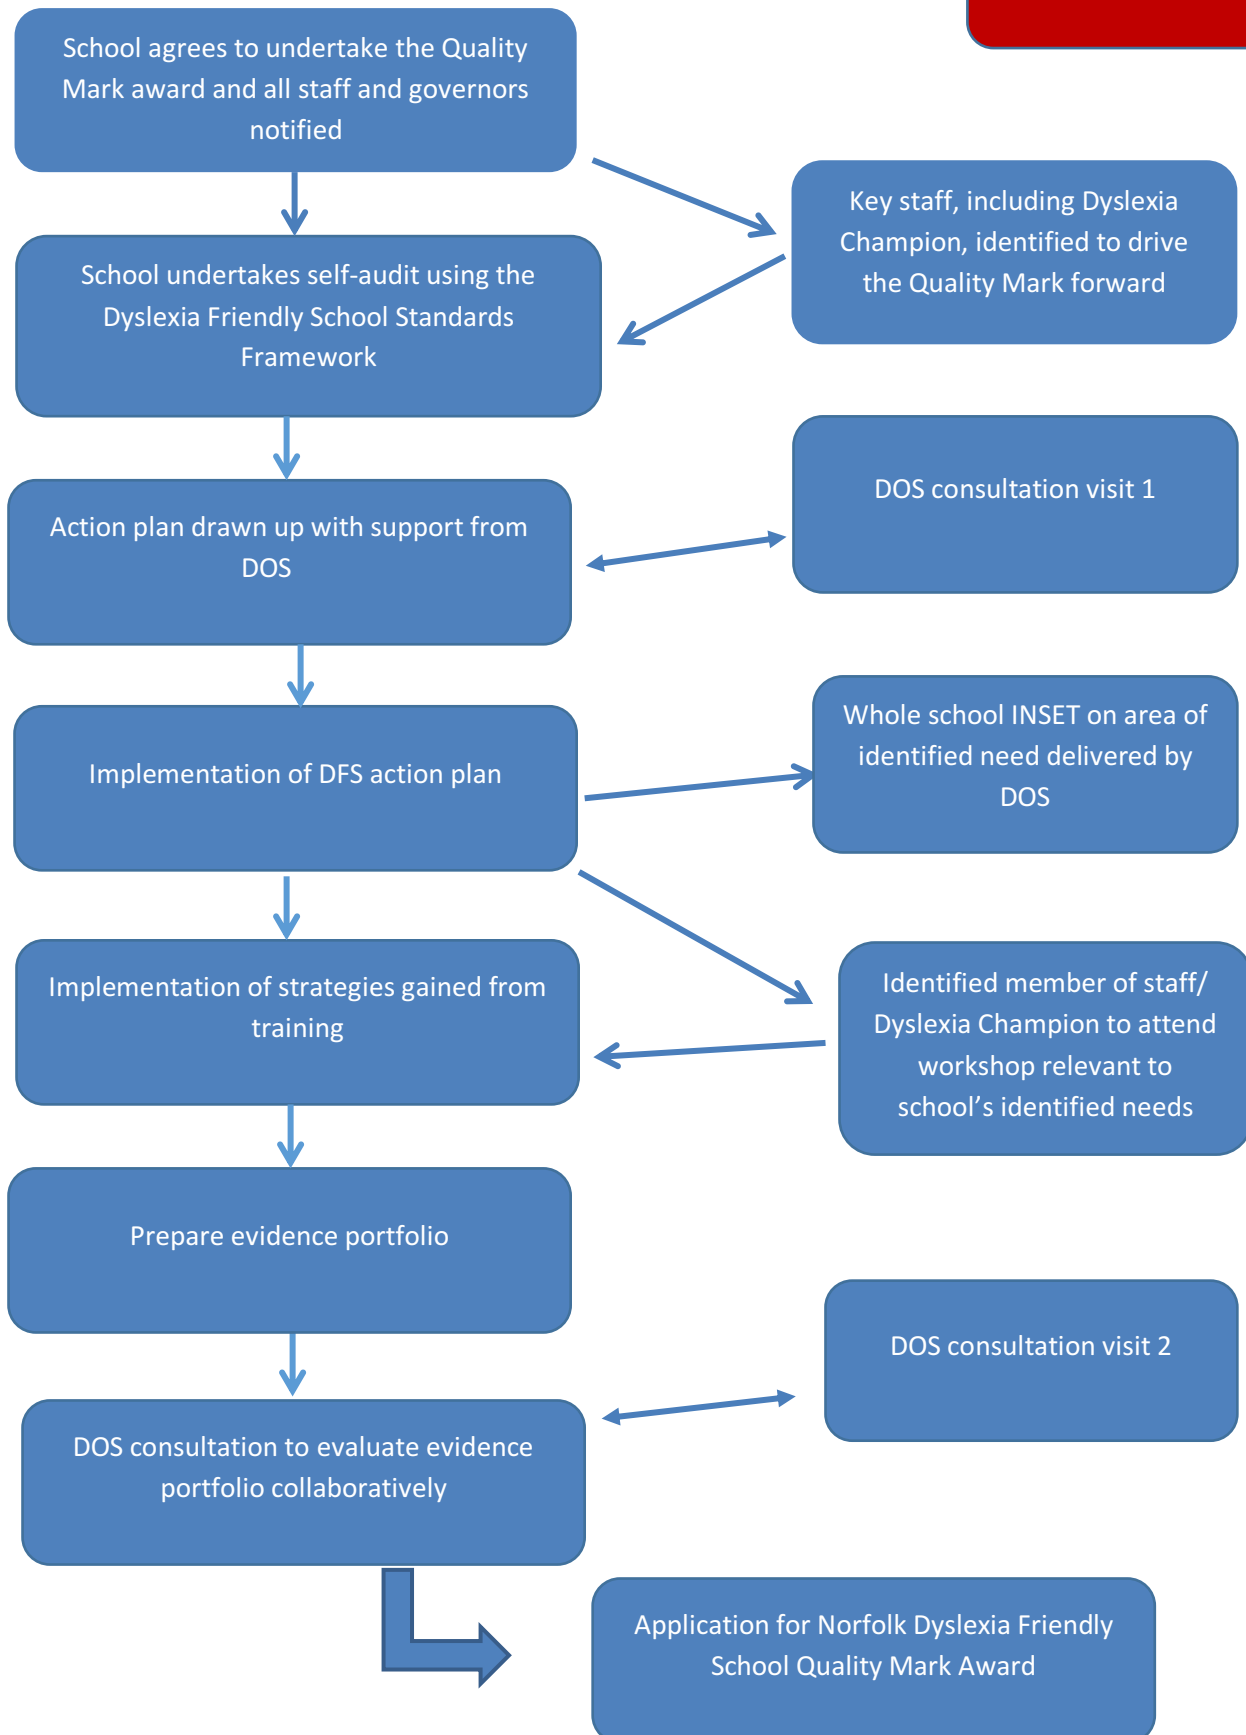 School agrees to undertake the Quality
Mark award and all staff and governors
notified
Key staff, including Dyslexia
Champion, identified to drive
the Quality Mark forward
School undertakes self-audit using the
Dyslexia Friendly School Standards
Framework
DOS consultation visit 1
Action plan drawn up with support from
DOS
Whole school INSET on area of
identified need delivered by
DOS
Implementation of DFS action plan
Identified member of staff/
Dyslexia Champion to attend
workshop relevant to
school’s identified needs
Implementation of strategies gained from
training
Prepare evidence portfolio
DOS consultation visit 2
DOS consultation to evaluate evidence
portfolio collaboratively
Application for Norfolk Dyslexia Friendly
School Quality Mark Award